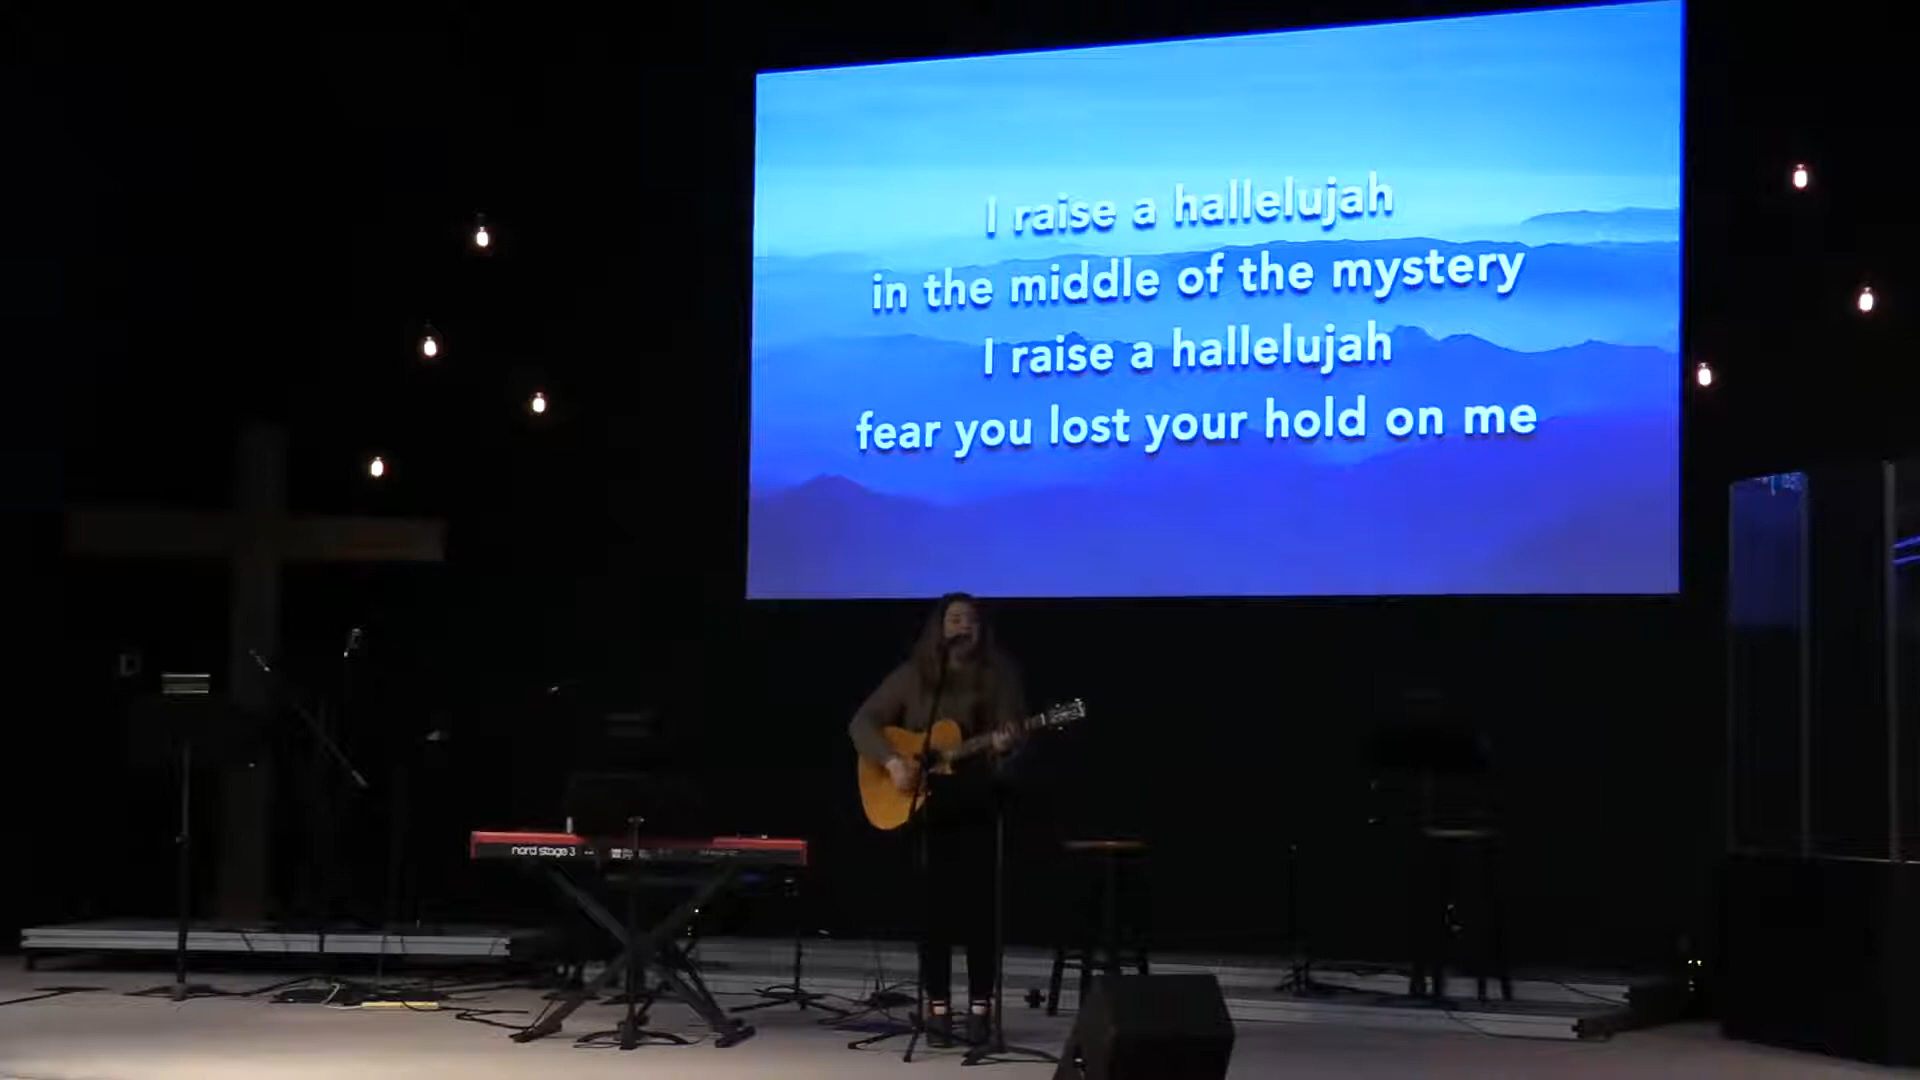 I raise a hallelujah
in the middle of the mystery
I raise a hallelujah
fear you lost your hold on me
nord stage 3